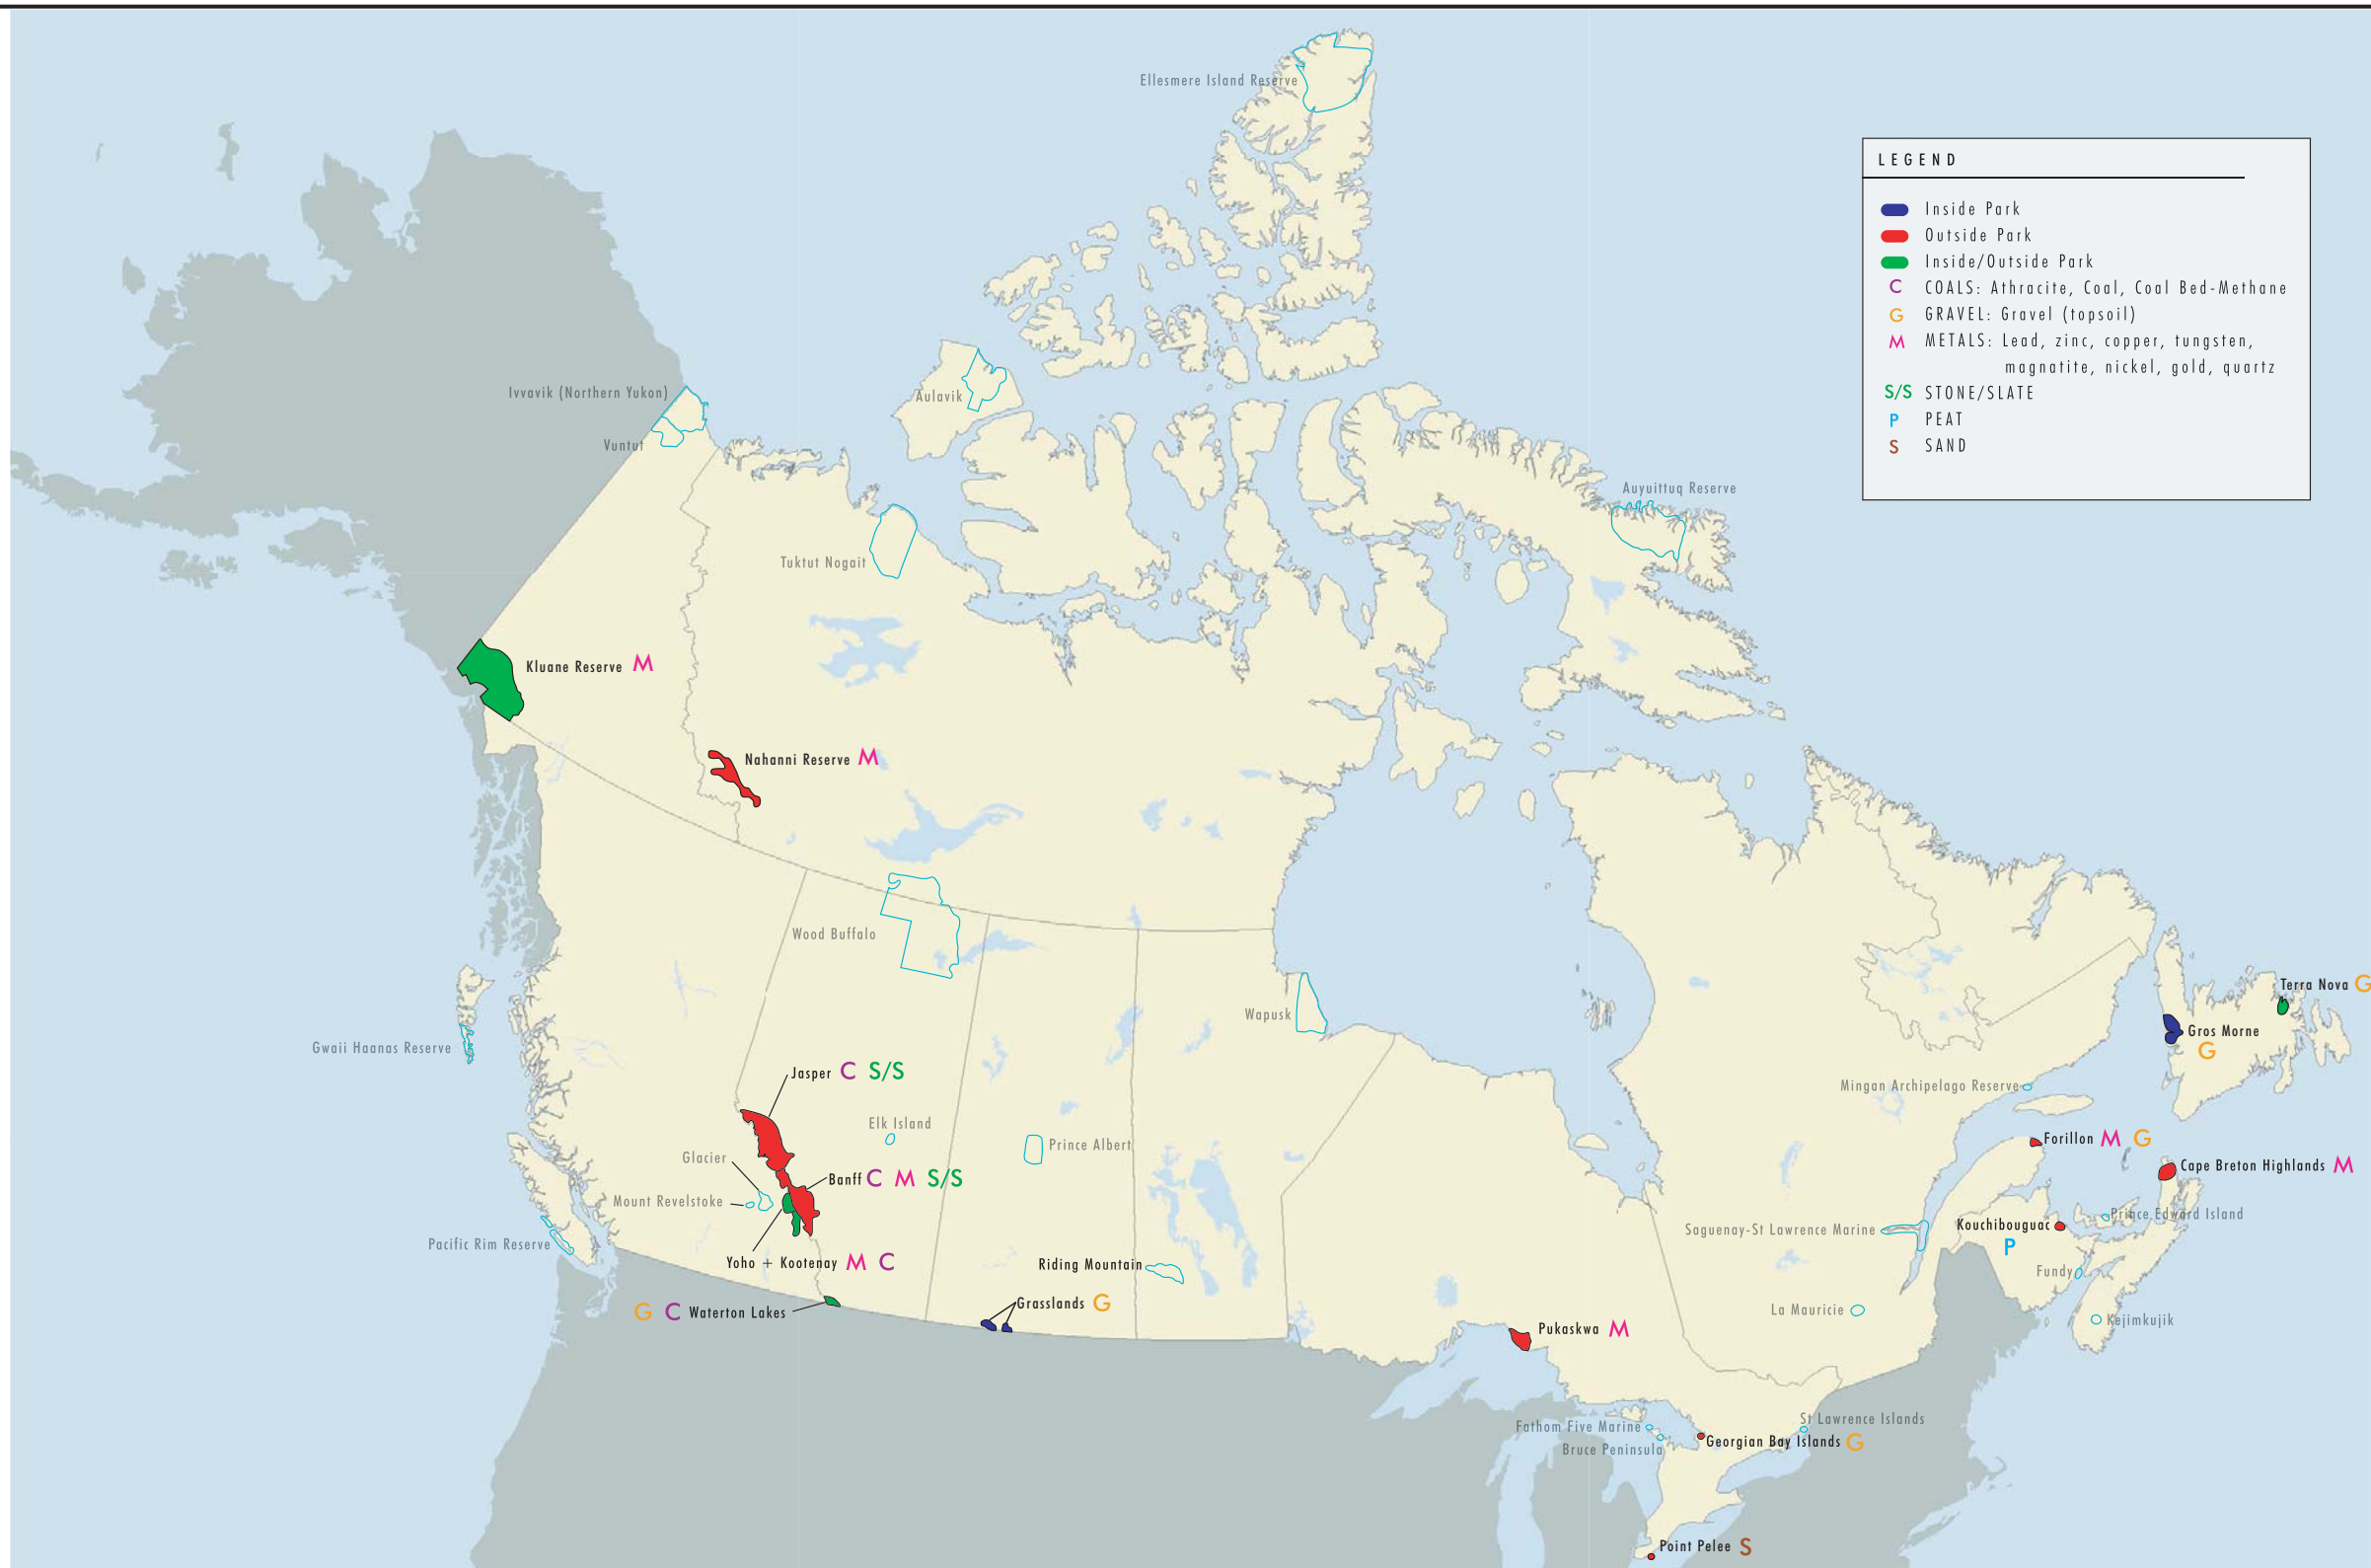 Ellesmere Island Reserve
LEGEND
Inside Park
Outside Park
Inside/Outside Park
C COALS: Athracite, Coal, Coal Bed-Methane
G GRAVEL: Gravel (topsoil)
M METALS: Lead, zinc, copper, tungsten,
magnatite, nickel, gold, quartz
S/S STONE/SLATE
P PEAT
S SAND
Ivvavik (Northern Yukon)
Aulavik
Vuntut
Auyuittuq Reserve
Tuktut Nogait
Kluane Reserve M
Nahanni Reserve M
Wood Buffalo
Terra Nova G
Wapusk
Gros Morne
G
Gwaii Haanas Reserve
Jasper C S/S
Mingan Archipelago Reserve
Elk Island
Forillon M G
Prince Albert
Glacier
Cape Breton Highlands M
Banff C M S/S
Mount Revelstoke
Prince Edward Island
Kouchibouguac
P
Saguenay-St Lawrence Marine
Pacific Rim Reserve
Yoho + Kootenay M C
Riding Mountain
Fundy
Grasslands G
G C Waterton Lakes
La Mauricie
Kejimkujik
Pukaskwa M
St Lawrence Islands
Fathom Five Marine
Georgian Bay Islands G
Bruce Peninsula
Point Pelee S